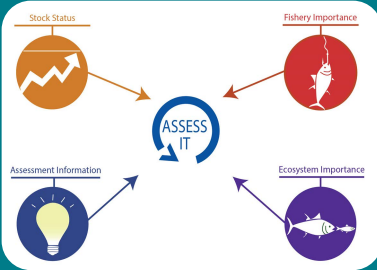 Stock Status
Fishery Importance
ASSESS
IT
Assessment Information
Ecosystem Importance